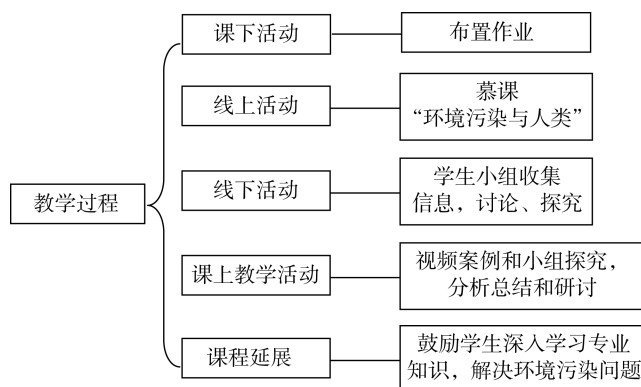 教学过程
课下活动
布置作业
线上活动
慕课
“环境污染与人类”
线下活动
学生小组收集
信息，讨论、探究
课上教学活动
视频案例和小组探究，
分析总结和研讨
课程延展
鼓励学生深入学习专业
知识，解决环境污染问题